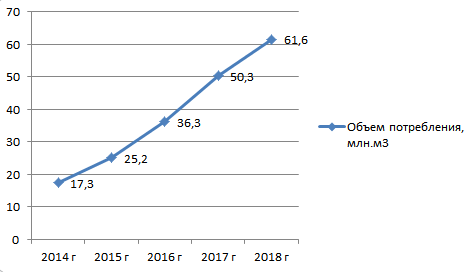 70
60
50
40
30
20
10
0
17,3
25,2
36,3
50,3
61,6
2014 г
2015 г
2016 г
2017 г
2018 г
Объем потребления,
млн.м3